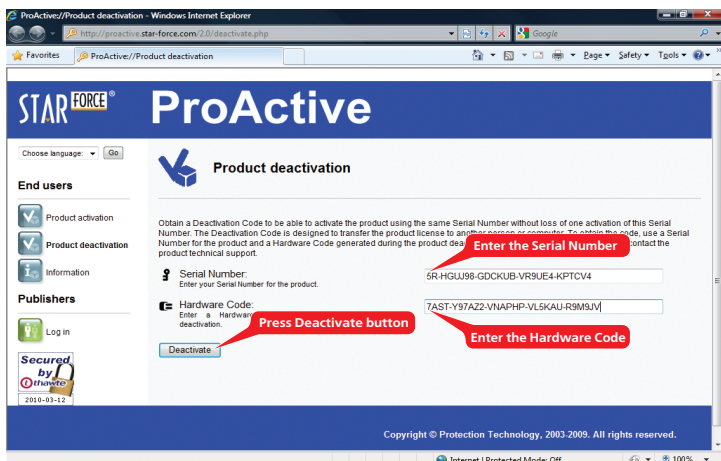 ProActive://Product deactivation - Windows Internet Explorer
http://proactive.star-force.com/2.0/deactivate.php
Google
Favorites
ProActive://Product deactivation
Page
Safety
Tools
STAR FORCE®
ProActive
Choose language:
Go
End users
Product activation
Product deactivation
Information
Publishers
Log in
Secured
by
thawte
2010-03-12
Product deactivation
Obtain a Deactivation Code to be able to activate the product using the same Serial Number without loss of one activation of this Serial
Number. The Deactivation Code is designed to transfer the product license to another person or computer. To obtain the code, use a Serial
Number for the product and a Hardware Code generated during the product dea contact the
product technical support.
Enter the Serial Number
Serial Number:
Enter your Serial Number for the product.
5R-HGUJ98-GDCKUB-VR9UE4-KPTCV4
Hardware Code:
Enter a Hardwar
deactivation.
7AST-Y97AZ2-VNAPHP-VL5KAU-R9M9JV
Press Deactivate button
Enter the Hardware Code
Deactivate
Copyright © Protection Technology, 2003-2009. All rights reserved.
Internet | Protected Mode: Off
100%